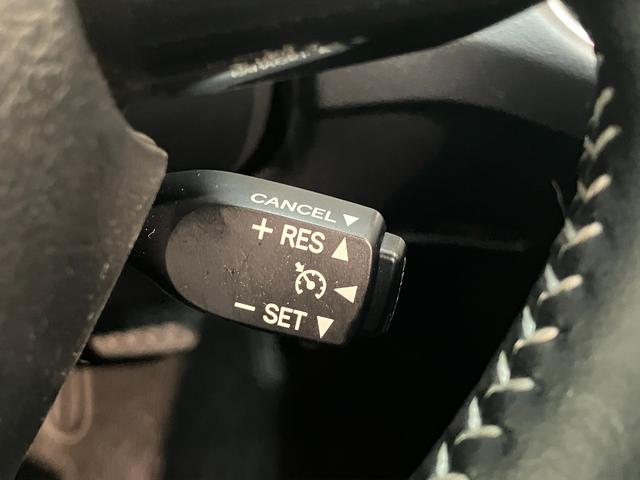 CANCEL ▼
+ RES ▲
◀
− SET ▼